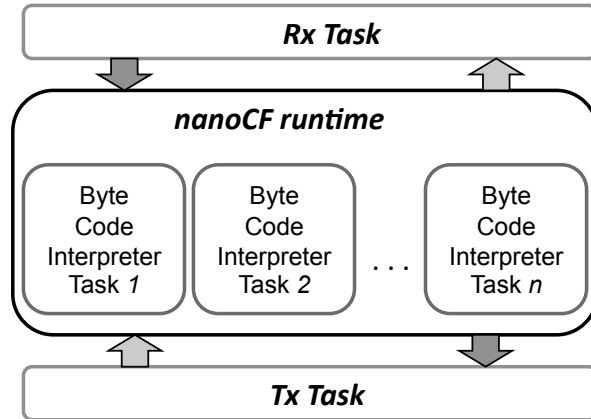 Rx Task
nanoCF runtime
Byte
Code
Interpreter
Task 1
Byte
Code
Interpreter
Task 2
. . .
Byte
Code
Interpreter
Task n
Tx Task